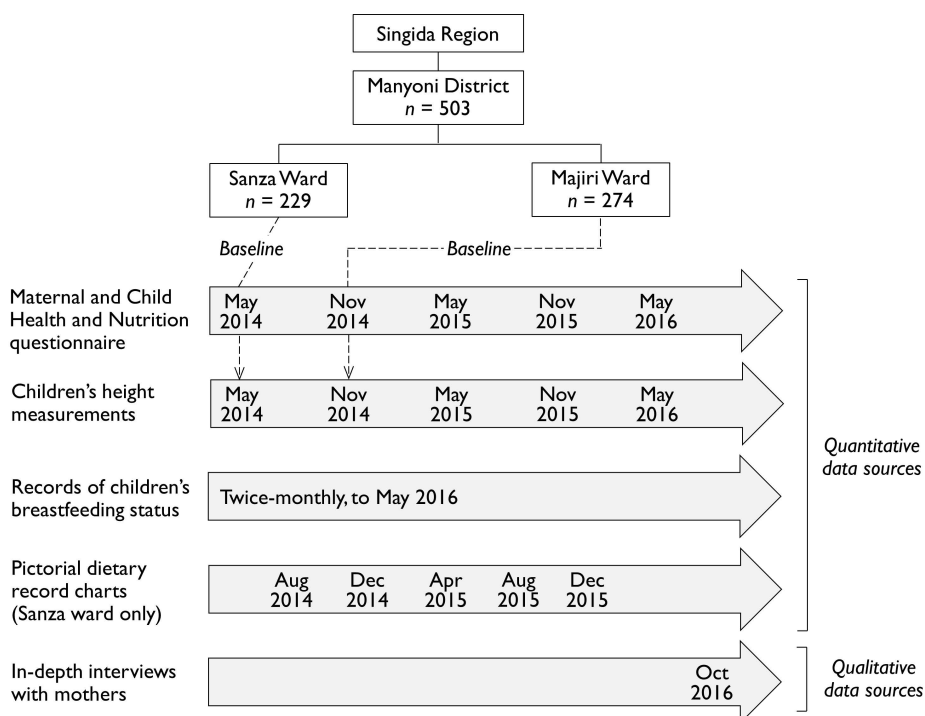 Singida Region
Manyoni District
n = 503
Sanza Ward
n = 229
Majiri Ward
n = 274
Baseline
Baseline
Maternal and Child
Health and Nutrition
questionnaire
May
2014
Nov
2014
May
2015
Nov
2015
May
2016
Children’s height
measurements
May
2014
Nov
2014
May
2015
Nov
2015
May
2016
Quantitative
data sources
Records of children’s
breastfeeding status
Twice-monthly, to May 2016
Pictorial dietary
record charts
(Sanza ward only)
Aug
2014
Dec
2014
Apr
2015
Aug
2015
Dec
2015
In-depth interviews
with mothers
Oct
2016
Qualitative
data sources